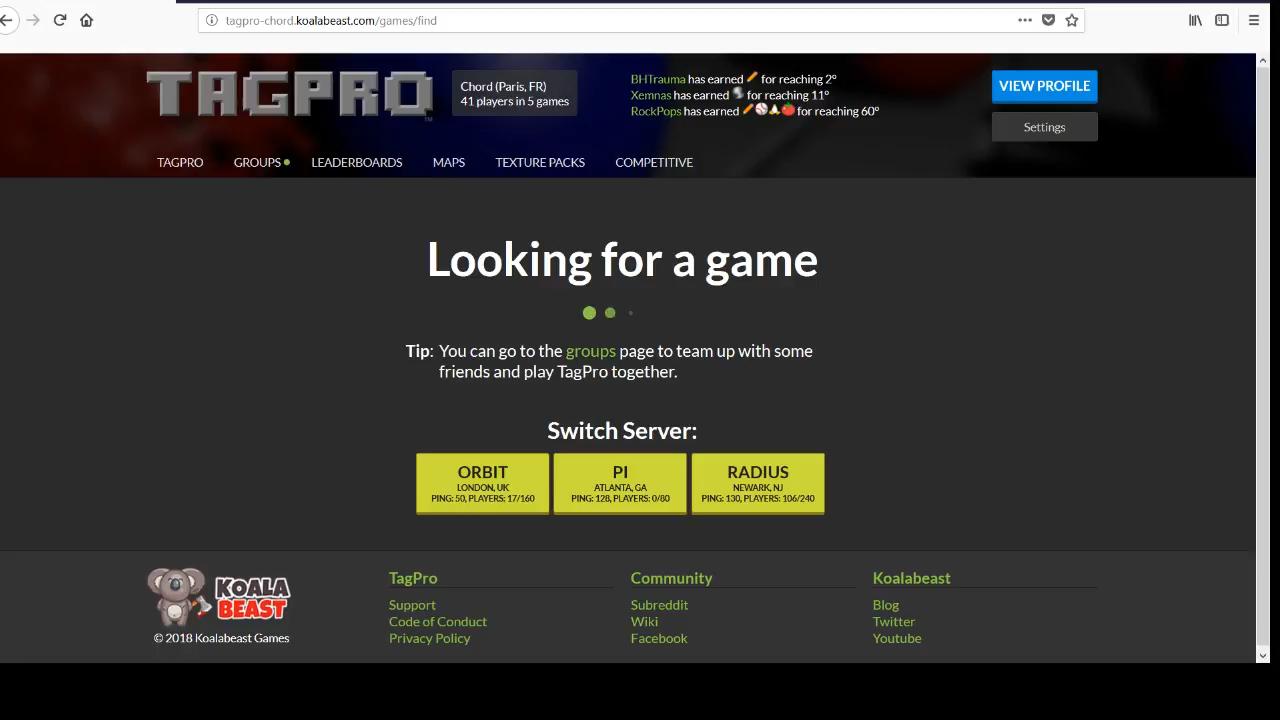 tagpro-chord.koalabeast.com/games/find
TAGPRO™
Chord (Paris, FR)
41 players in 5 games
BHTrauma has earned 🥕 for reaching 2°
Xemnas has earned for reaching 11°
RockPops has earned ⚾ 🍅 for reaching 60°
VIEW PROFILE
Settings
TAGPRO GROUPS LEADERBOARDS MAPS TEXTURE PACKS COMPETITIVE
Looking for a game
Tip: You can go to the groups page to team up with some
friends and play TagPro together.
Switch Server:
ORBIT
LONDON, UK
PING: 50, PLAYERS: 17/160
PI
ATLANTA, GA
PING: 128, PLAYERS: 0/80
RADIUS
NEWARK, NJ
PING: 130, PLAYERS: 106/240
KOALA
BEAST
© 2018 Koalabeast Games
TagPro
Support
Code of Conduct
Privacy Policy
Community
Subreddit
Wiki
Facebook
Koalabeast
Blog
Twitter
Youtube